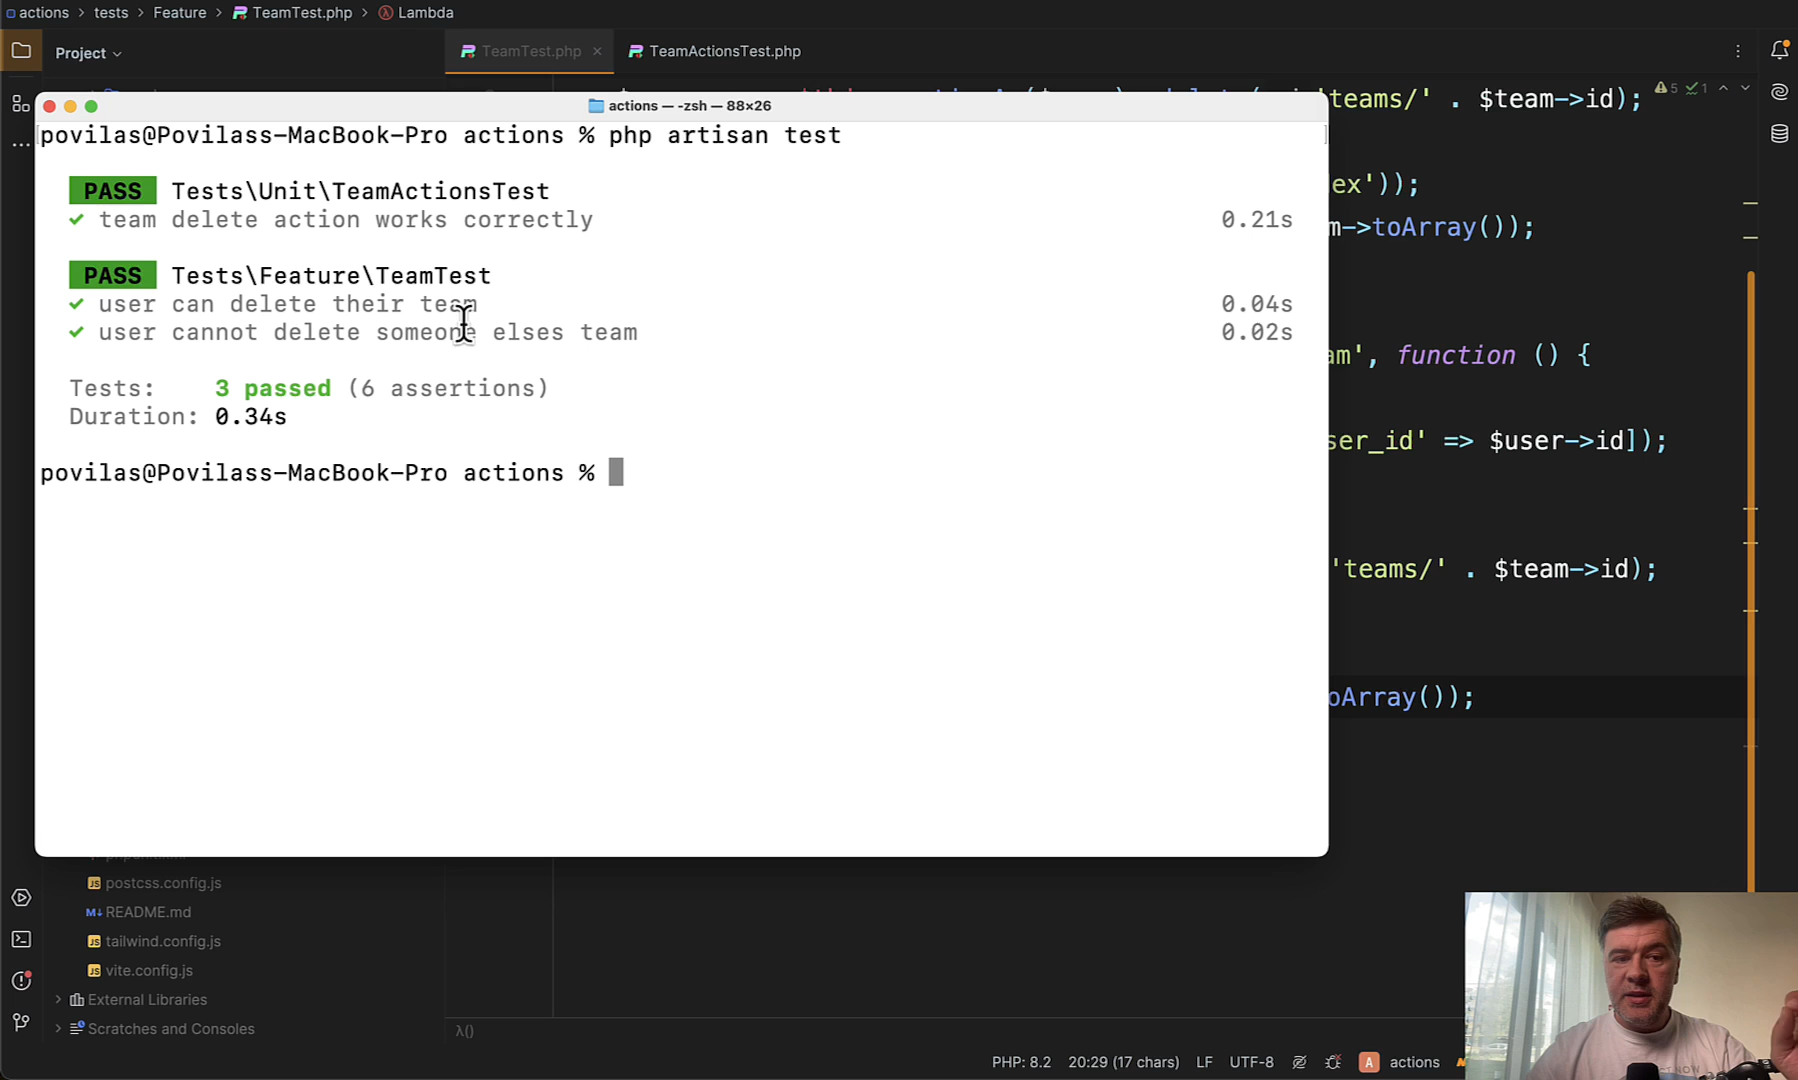 actions > tests > Feature > TeamTest.php > Lambda
Project
TeamTest.php
TeamActionsTest.php
actions — -zsh — 88×26
'teams/' . $team->id);
5 1
povilas@Povilass-MacBook-Pro actions % php artisan test
PASS Tests\Unit\TeamActionsTest
ex'));
✓ team delete action works correctly 0.21s
m->toArray());
PASS Tests\Feature\TeamTest
✓ user can delete their team 0.04s
✓ user cannot delete someone elses team 0.02s
am', function () {
Tests: 3 passed (6 assertions)
Duration: 0.34s
ser_id' => $user->id]);
povilas@Povilass-MacBook-Pro actions %
'teams/' . $team->id);
oArray());
postcss.config.js
README.md
tailwind.config.js
vite.config.js
External Libraries
Scratches and Consoles
λ()
PHP: 8.2 20:29 (17 chars) LF UTF-8 A actions